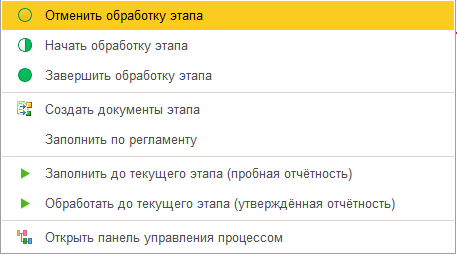 Отменить обработку этапа
Начать обработку этапа
Завершить обработку этапа
Создать документы этапа
Заполнить по регламенту
Заполнить до текущего этапа (пробная отчётность)
Обработать до текущего этапа (утверждённая отчётность)
Открыть панель управления процессом